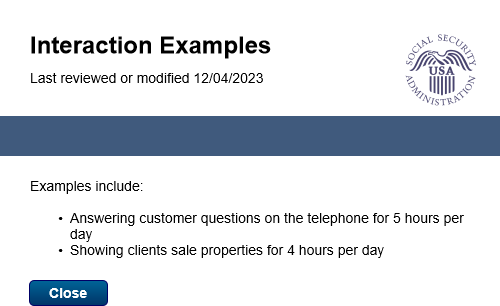 Interaction Examples
Last reviewed or modified 12/04/2023
SOCIAL SECURITY
USA
ADMINISTRATION
Examples include:
• Answering customer questions on the telephone for 5 hours per
day
• Showing clients sale properties for 4 hours per day
Close